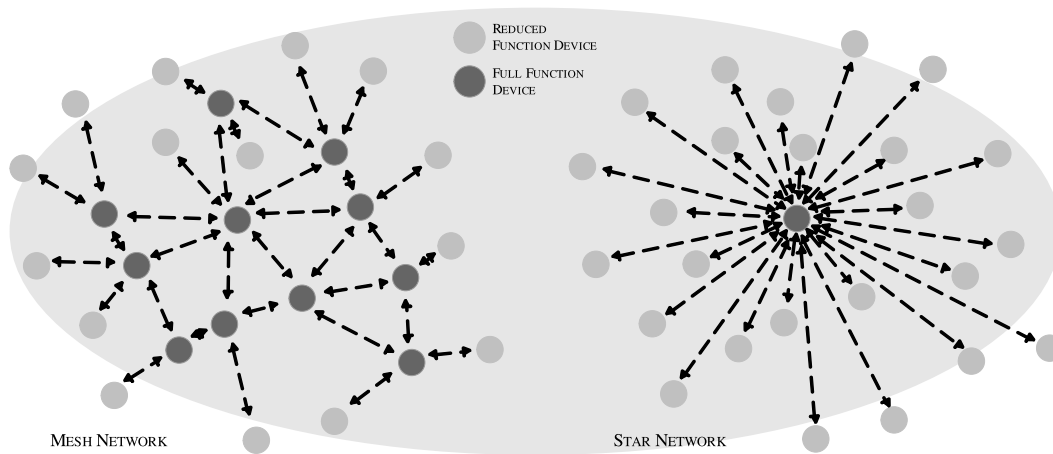 REDUCED
FUNCTION DEVICE
FULL FUNCTION
DEVICE
MESH NETWORK
STAR NETWORK